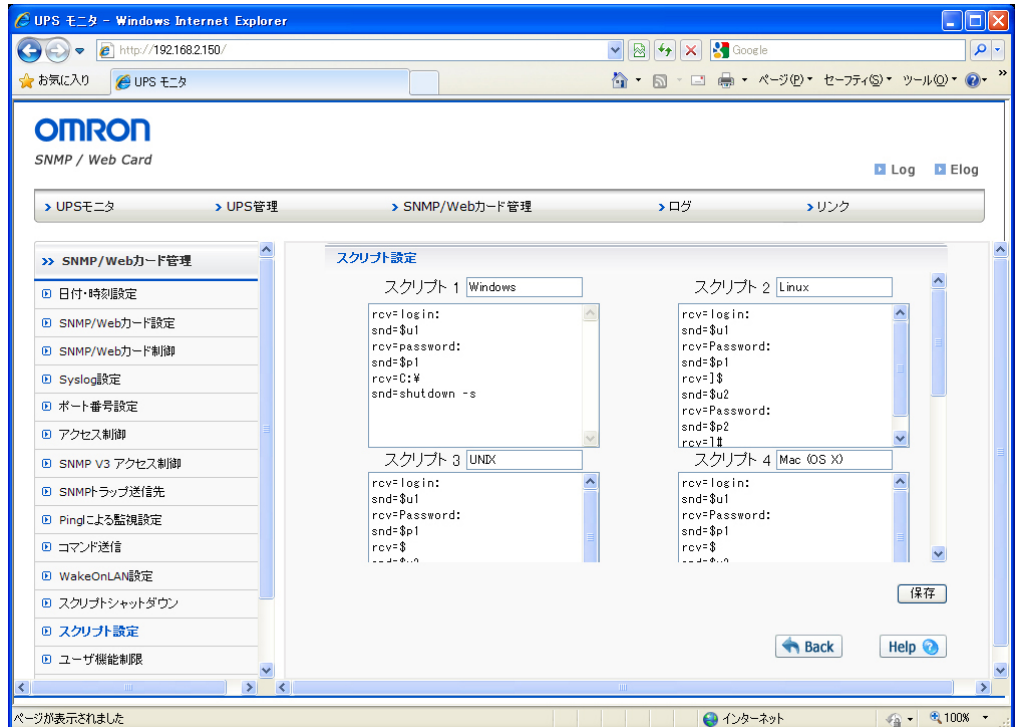 UPS モニタ - Windows Internet Explorer
http://192.168.2.150/
Google
お気に入り
UPS モニタ
ページ(P)
セーフティ(S)
ツール(O)
»
OMRON
SNMP / Web Card
Log
Elog
UPSモニタ
UPS管理
SNMP/Webカード管理
ログ
リンク
SNMP/Webカード管理
日付・時刻設定
SNMP/Webカード設定
SNMP/Webカード制御
Syslog設定
ポート番号設定
アクセス制御
SNMP V3 アクセス制御
SNMPトラップ送信先
Pingによる監視設定
コマンド送信
WakeOnLAN設定
スクリプトシャットダウン
スクリプト設定
ユーザ機能制限
スクリプト設定
スクリプト 1 Windows
rcv=login:
snd=$u1
rcv=password:
snd=$p1
rcv=C:¥
snd=shutdown -s
スクリプト 2 Linux
rcv=login:
snd=$u1
rcv=Password:
snd=$p1
rcv=]$
snd=$u2
rcv=Password:
snd=$p2
rcv=]#
スクリプト 3 UNIX
rcv=login:
snd=$u1
rcv=Password:
snd=$p1
rcv=$
snd=$u2
スクリプト 4 Mac (OS X)
rcv=login:
snd=$u1
rcv=Password:
snd=$p1
rcv=$
snd=$u2
保存
Back
Help
ページが表示されました
インターネット
100%